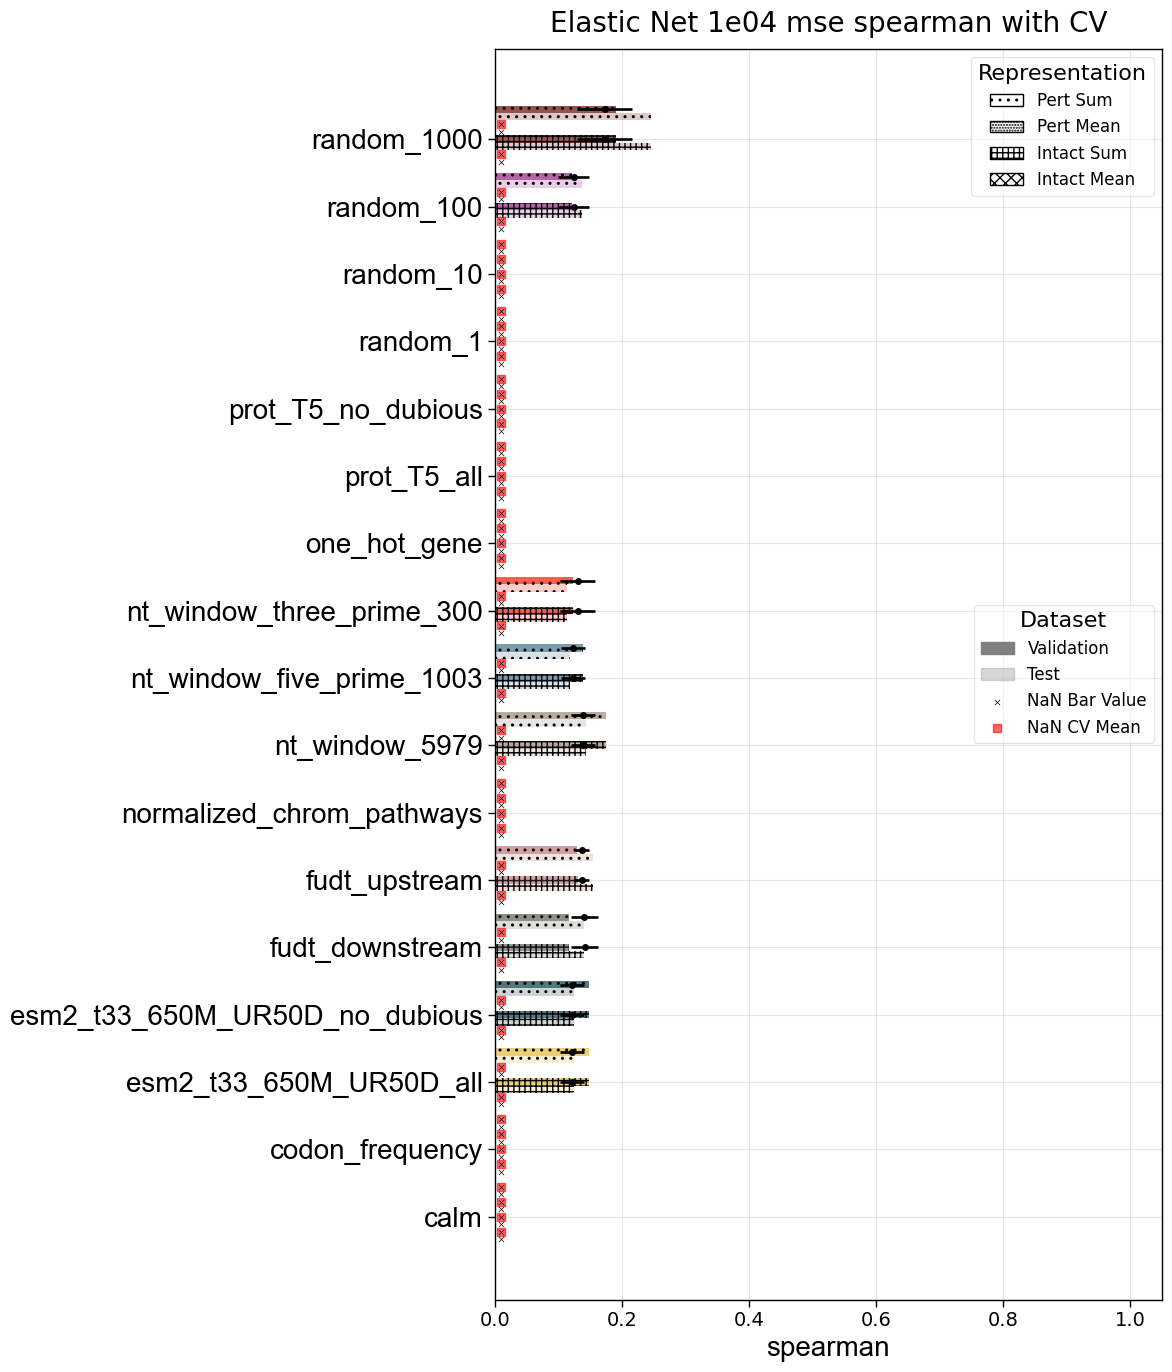 Elastic Net 1e04 mse spearman with CV
Representation
Pert Sum
Pert Mean
Intact Sum
Intact Mean
random_1000
random_100
random_10
random_1
prot_T5_no_dubious
prot_T5_all
one_hot_gene
nt_window_three_prime_300
nt_window_five_prime_1003
nt_window_5979
normalized_chrom_pathways
fudt_upstream
fudt_downstream
esm2_t33_650M_UR50D_no_dubious
esm2_t33_650M_UR50D_all
codon_frequency
calm
Dataset
Validation
Test
NaN Bar Value
NaN CV Mean
0.0 0.2 0.4 0.6 0.8 1.0
spearman